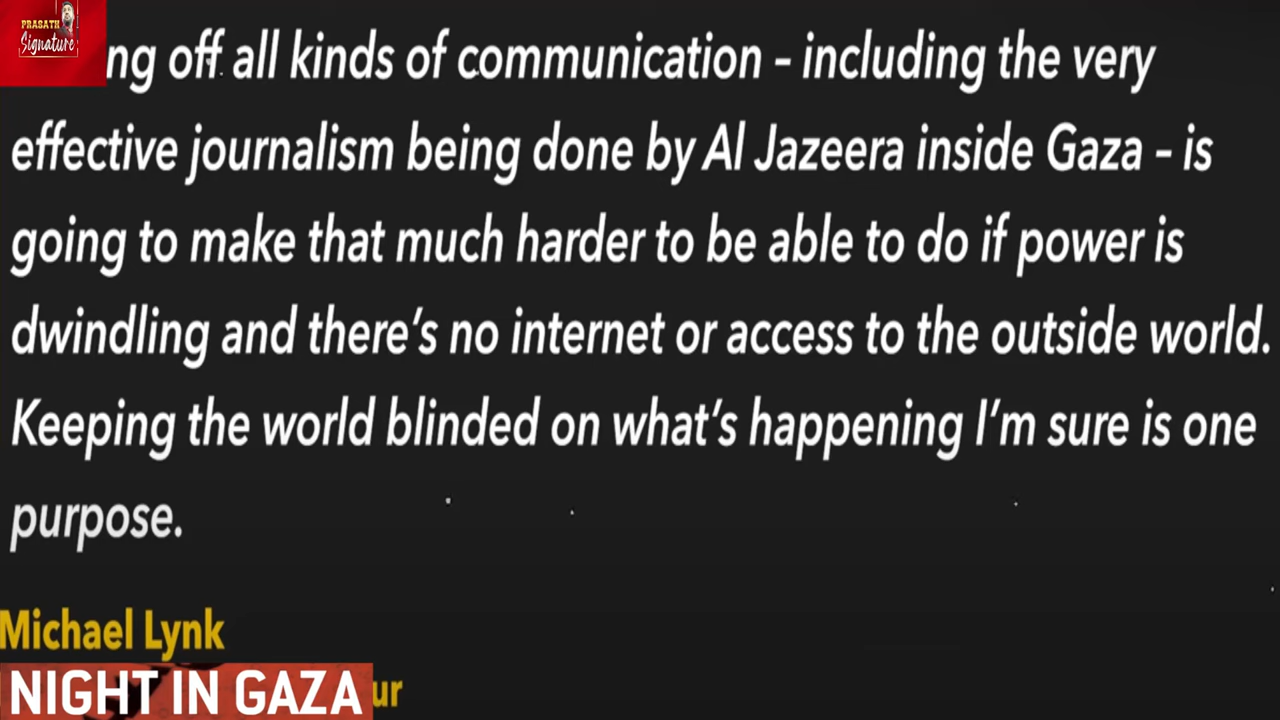 PRASATH
Signature
ng off all kinds of communication – including the very
effective journalism being done by Al Jazeera inside Gaza – is
going to make that much harder to be able to do if power is
dwindling and there’s no internet or access to the outside world.
Keeping the world blinded on what’s happening I’m sure is one
purpose.
Michael Lynk
NIGHT IN GAZA
ur